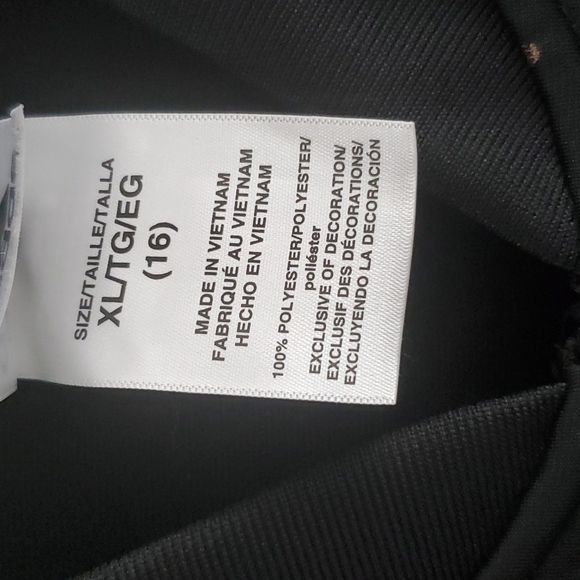 SIZE/TAILLE/TALLA
XL/TG/EG
(16)
MADE IN VIETNAM
FABRIQUÉ AU VIETNAM
HECHO EN VIETNAM
100% POLYESTER/POLYESTER/
poliéster
EXCLUSIVE OF DECORATION/
EXCLUSIF DES DÉCORATIONS/
EXCLUYENDO LA DECORACIÓN